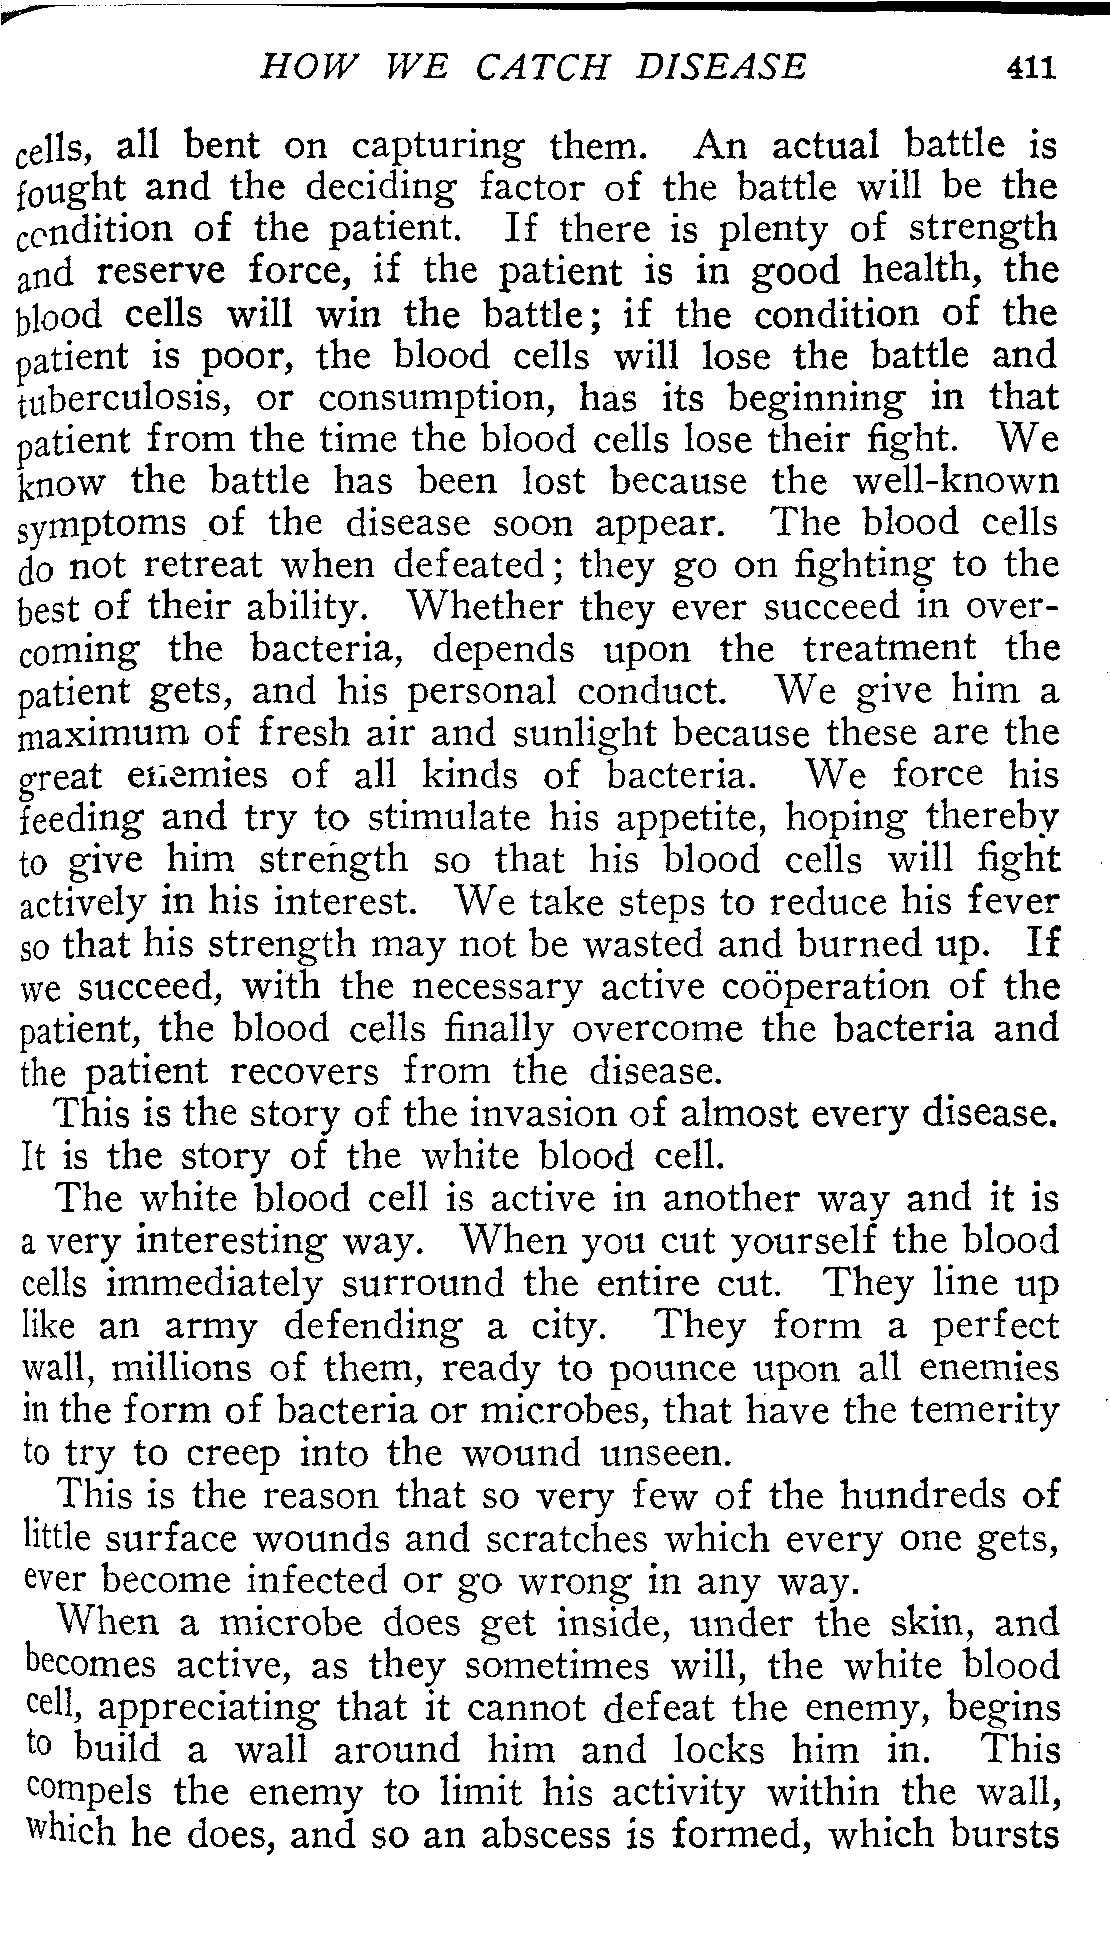 HOW WE CATCH DISEASE 411
cells, all bent on capturing them. An actual battle is
fought and the deciding factor of the battle will be the
condition of the patient. If there is plenty of strength
and reserve force, if the patient is in good health, the
blood cells will win the battle; if the condition of the
patient is poor, the blood cells will lose the battle and
tuberculosis, or consumption, has its beginning in that
patient from the time the blood cells lose their fight. We
know the battle has been lost because the well-known
symptoms of the disease soon appear. The blood cells
do not retreat when defeated; they go on fighting to the
best of their ability. Whether they ever succeed in over-
coming the bacteria, depends upon the treatment the
patient gets, and his personal conduct. We give him a
maximum of fresh air and sunlight because these are the
great enemies of all kinds of bacteria. We force his
feeding and try to stimulate his appetite, hoping thereby
to give him strength so that his blood cells will fight
actively in his interest. We take steps to reduce his fever
so that his strength may not be wasted and burned up. If
we succeed, with the necessary active coöperation of the
patient, the blood cells finally overcome the bacteria and
the patient recovers from the disease.
This is the story of the invasion of almost every disease.
It is the story of the white blood cell.
The white blood cell is active in another way and it is
a very interesting way. When you cut yourself the blood
cells immediately surround the entire cut. They line up
like an army defending a city. They form a perfect
wall, millions of them, ready to pounce upon all enemies
in the form of bacteria or microbes, that have the temerity
to try to creep into the wound unseen.
This is the reason that so very few of the hundreds of
little surface wounds and scratches which every one gets,
ever become infected or go wrong in any way.
When a microbe does get inside, under the skin, and
becomes active, as they sometimes will, the white blood
cell, appreciating that it cannot defeat the enemy, begins
to build a wall around him and locks him in. This
compels the enemy to limit his activity within the wall,
which he does, and so an abscess is formed, which bursts